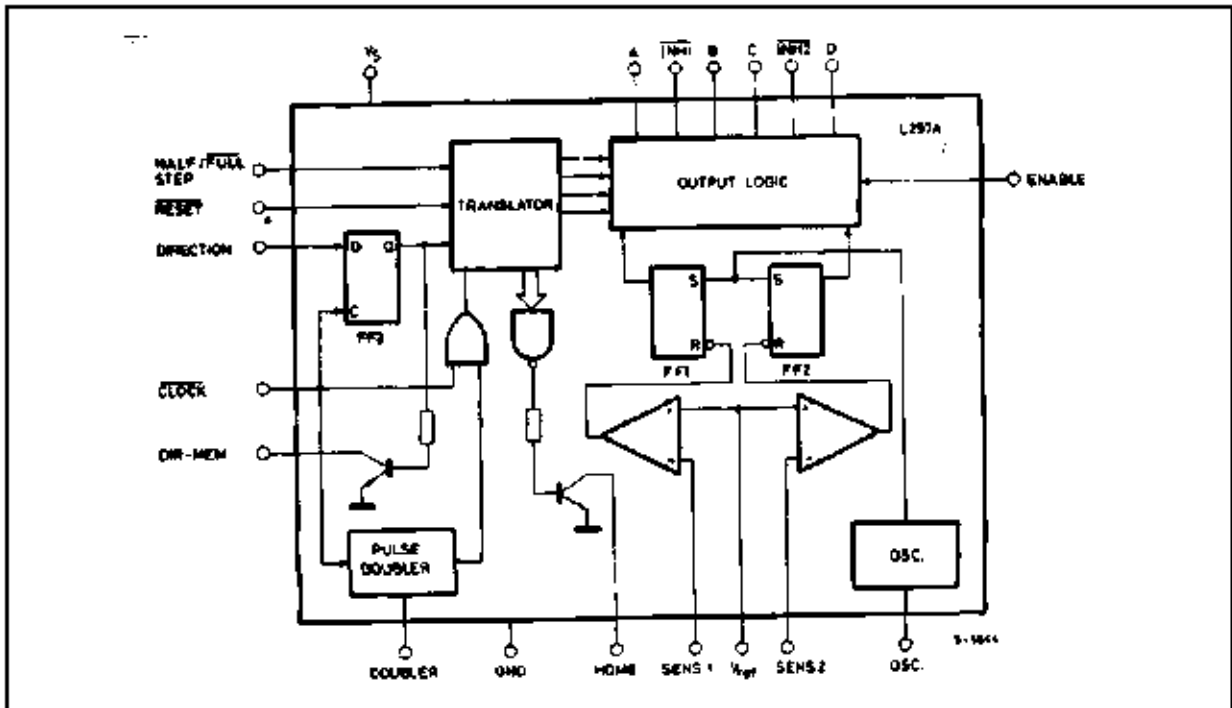 Vs
A
INH1
B
C
INH2
D
L297A
HALF/FULL
STEP
RESET
DIRECTION
CLOCK
DIR-MEM
D
Q
C
FF3
TRANSLATOR
OUTPUT LOGIC
ENABLE
S
R
FF1
S
R
FF2
+
-
+
-
PULSE
DOUBLER
OSC.
DOUBLER
GND
HOME
SENS 1
Vref
SENS 2
OSC.